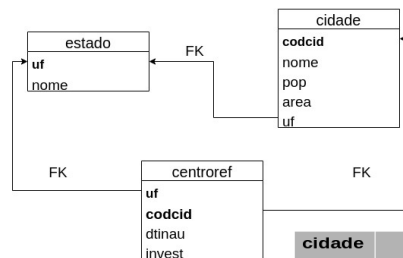 estado
uf
nome
FK
cidade
codcid
nome
pop
area
uf
FK
centroref
uf
codcid
dtinau
invest
FK
cidade